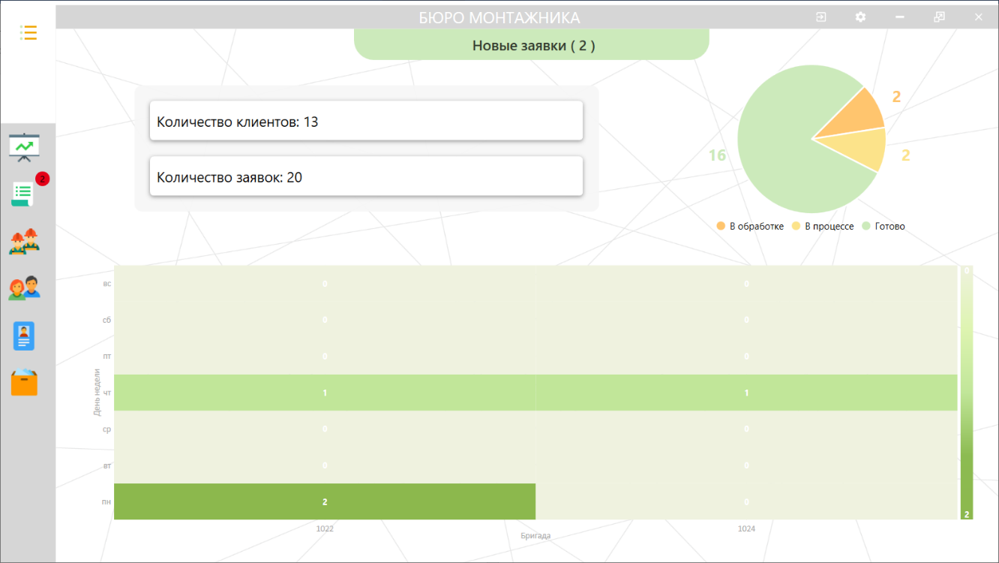 БЮРО МОНТАЖНИКА
Новые заявки ( 2 )
Количество клиентов: 13
Количество заявок: 20
2
16
2
В обработке В процессе Готово
2
День недели
вс 0 0
сб 0 0
пт 0 0
чт 1 1
ср 0 0
вт 0 0
пн 2 0
0
2
1022 1024
Бригада